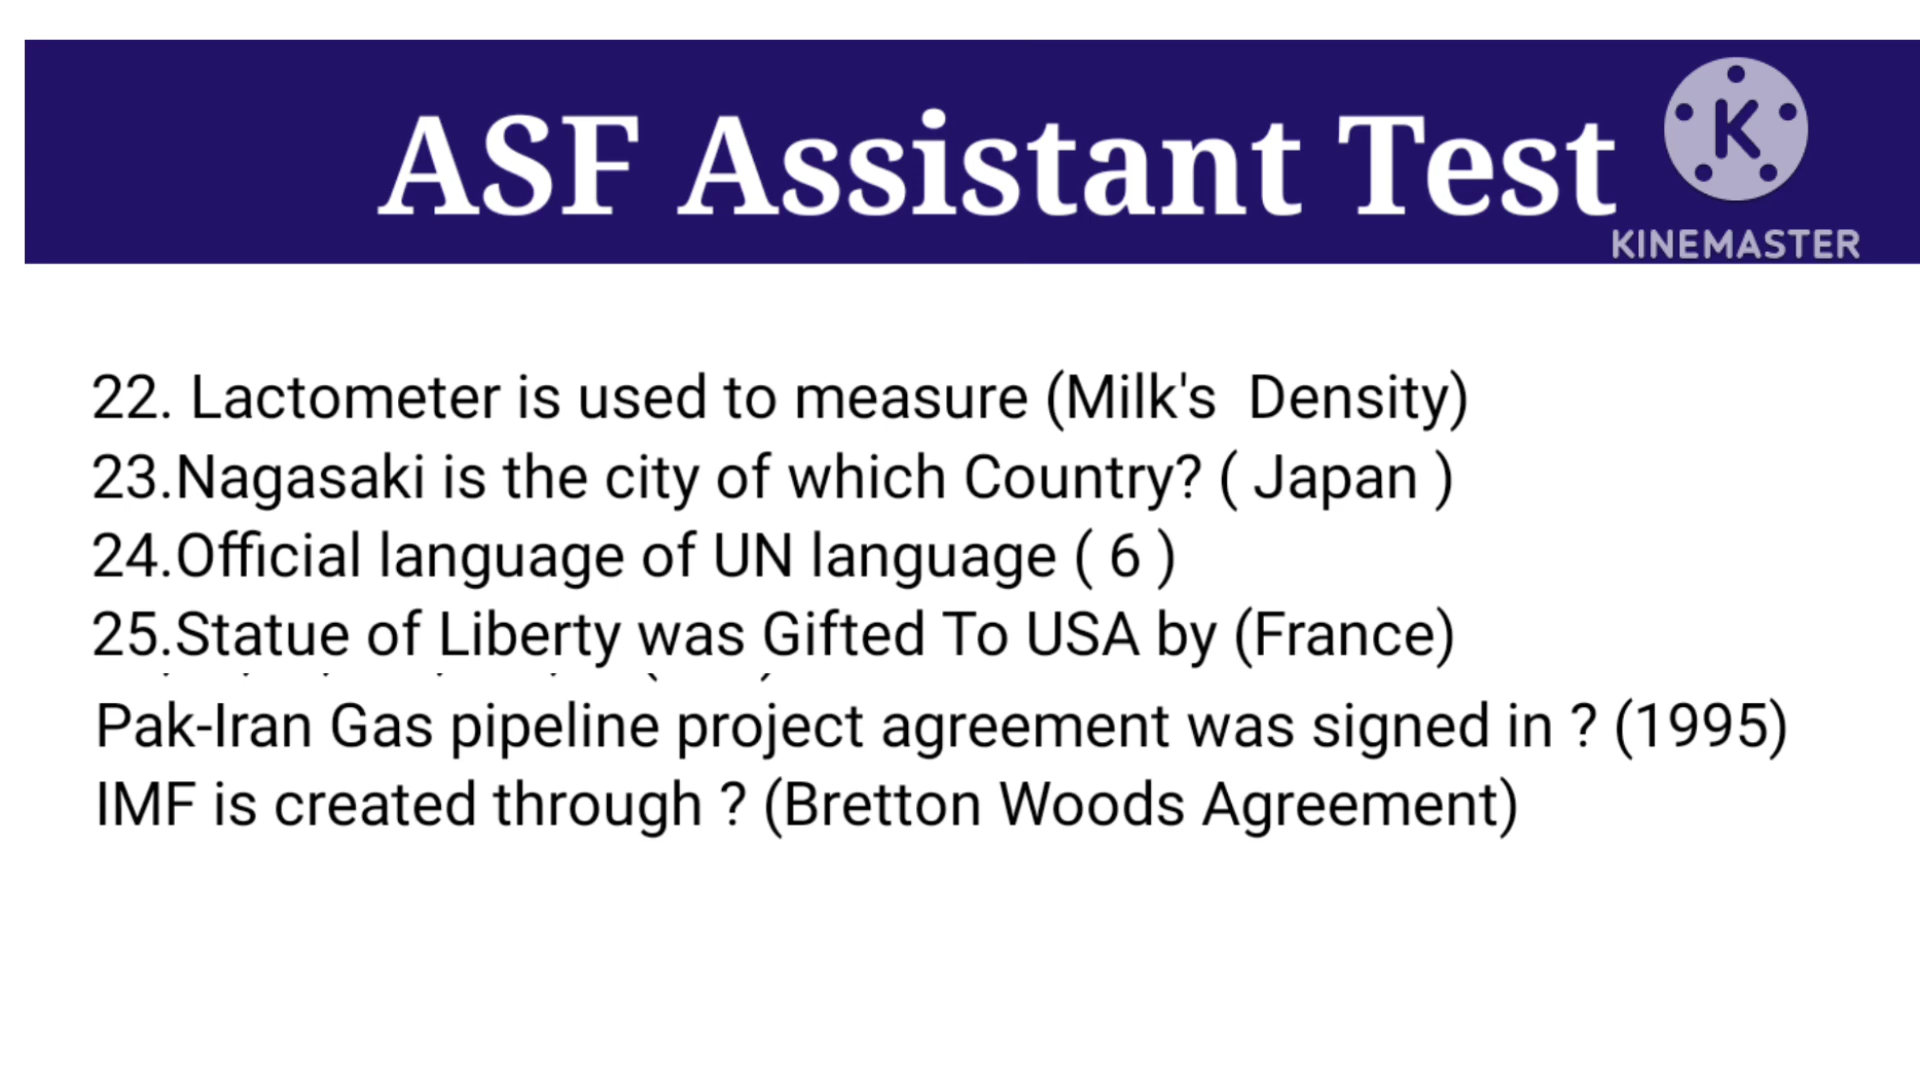 ASF Assistant Test
K
KINEMASTER
22. Lactometer is used to measure (Milk's  Density)
23.Nagasaki is the city of which Country? ( Japan )
24.Official language of UN language ( 6 )
25.Statue of Liberty was Gifted To USA by (France)
Pak-Iran Gas pipeline project agreement was signed in ? (1995)
IMF is created through ? (Bretton Woods Agreement)